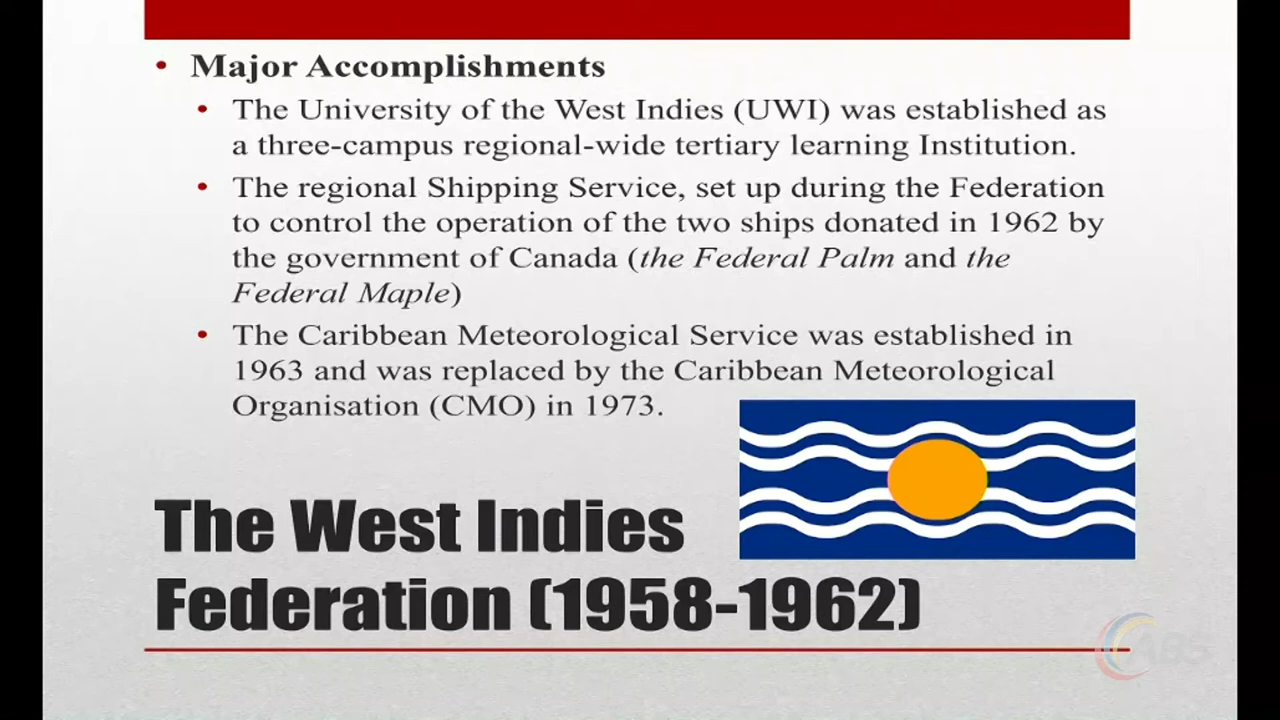 • Major Accomplishments
• The University of the West Indies (UWI) was established as
a three-campus regional-wide tertiary learning Institution.
• The regional Shipping Service, set up during the Federation
to control the operation of the two ships donated in 1962 by
the government of Canada (the Federal Palm and the
Federal Maple)
• The Caribbean Meteorological Service was established in
1963 and was replaced by the Caribbean Meteorological
Organisation (CMO) in 1973.
The West Indies
Federation (1958-1962)
ABS